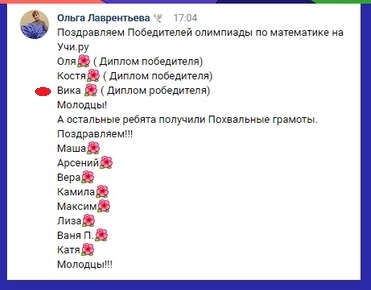 Ольга Лаврентьева 17:04
Поздравляем Победителей олимпиады по математике на
Учи.ру
Оля🌺 ( Диплом победителя)
Костя🌺 ( Диплом победителя)
Вика 🌺 ( Диплом победителя)
Молодцы!
А остальные ребята получили Похвальные грамоты.
Поздравляем!!!
Маша🌺
Арсений🌺
Вера🌺
Камила🌺
Максим🌺
Лиза🌺
Ваня П.🌺
Катя🌺
Молодцы!!!